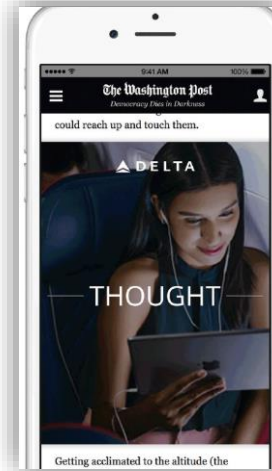 9:41 AM 100%
The Washington Post
Democracy Dies in Darkness
could reach up and touch them.
DELTA
THOUGHT
Getting acclimated to the altitude (the